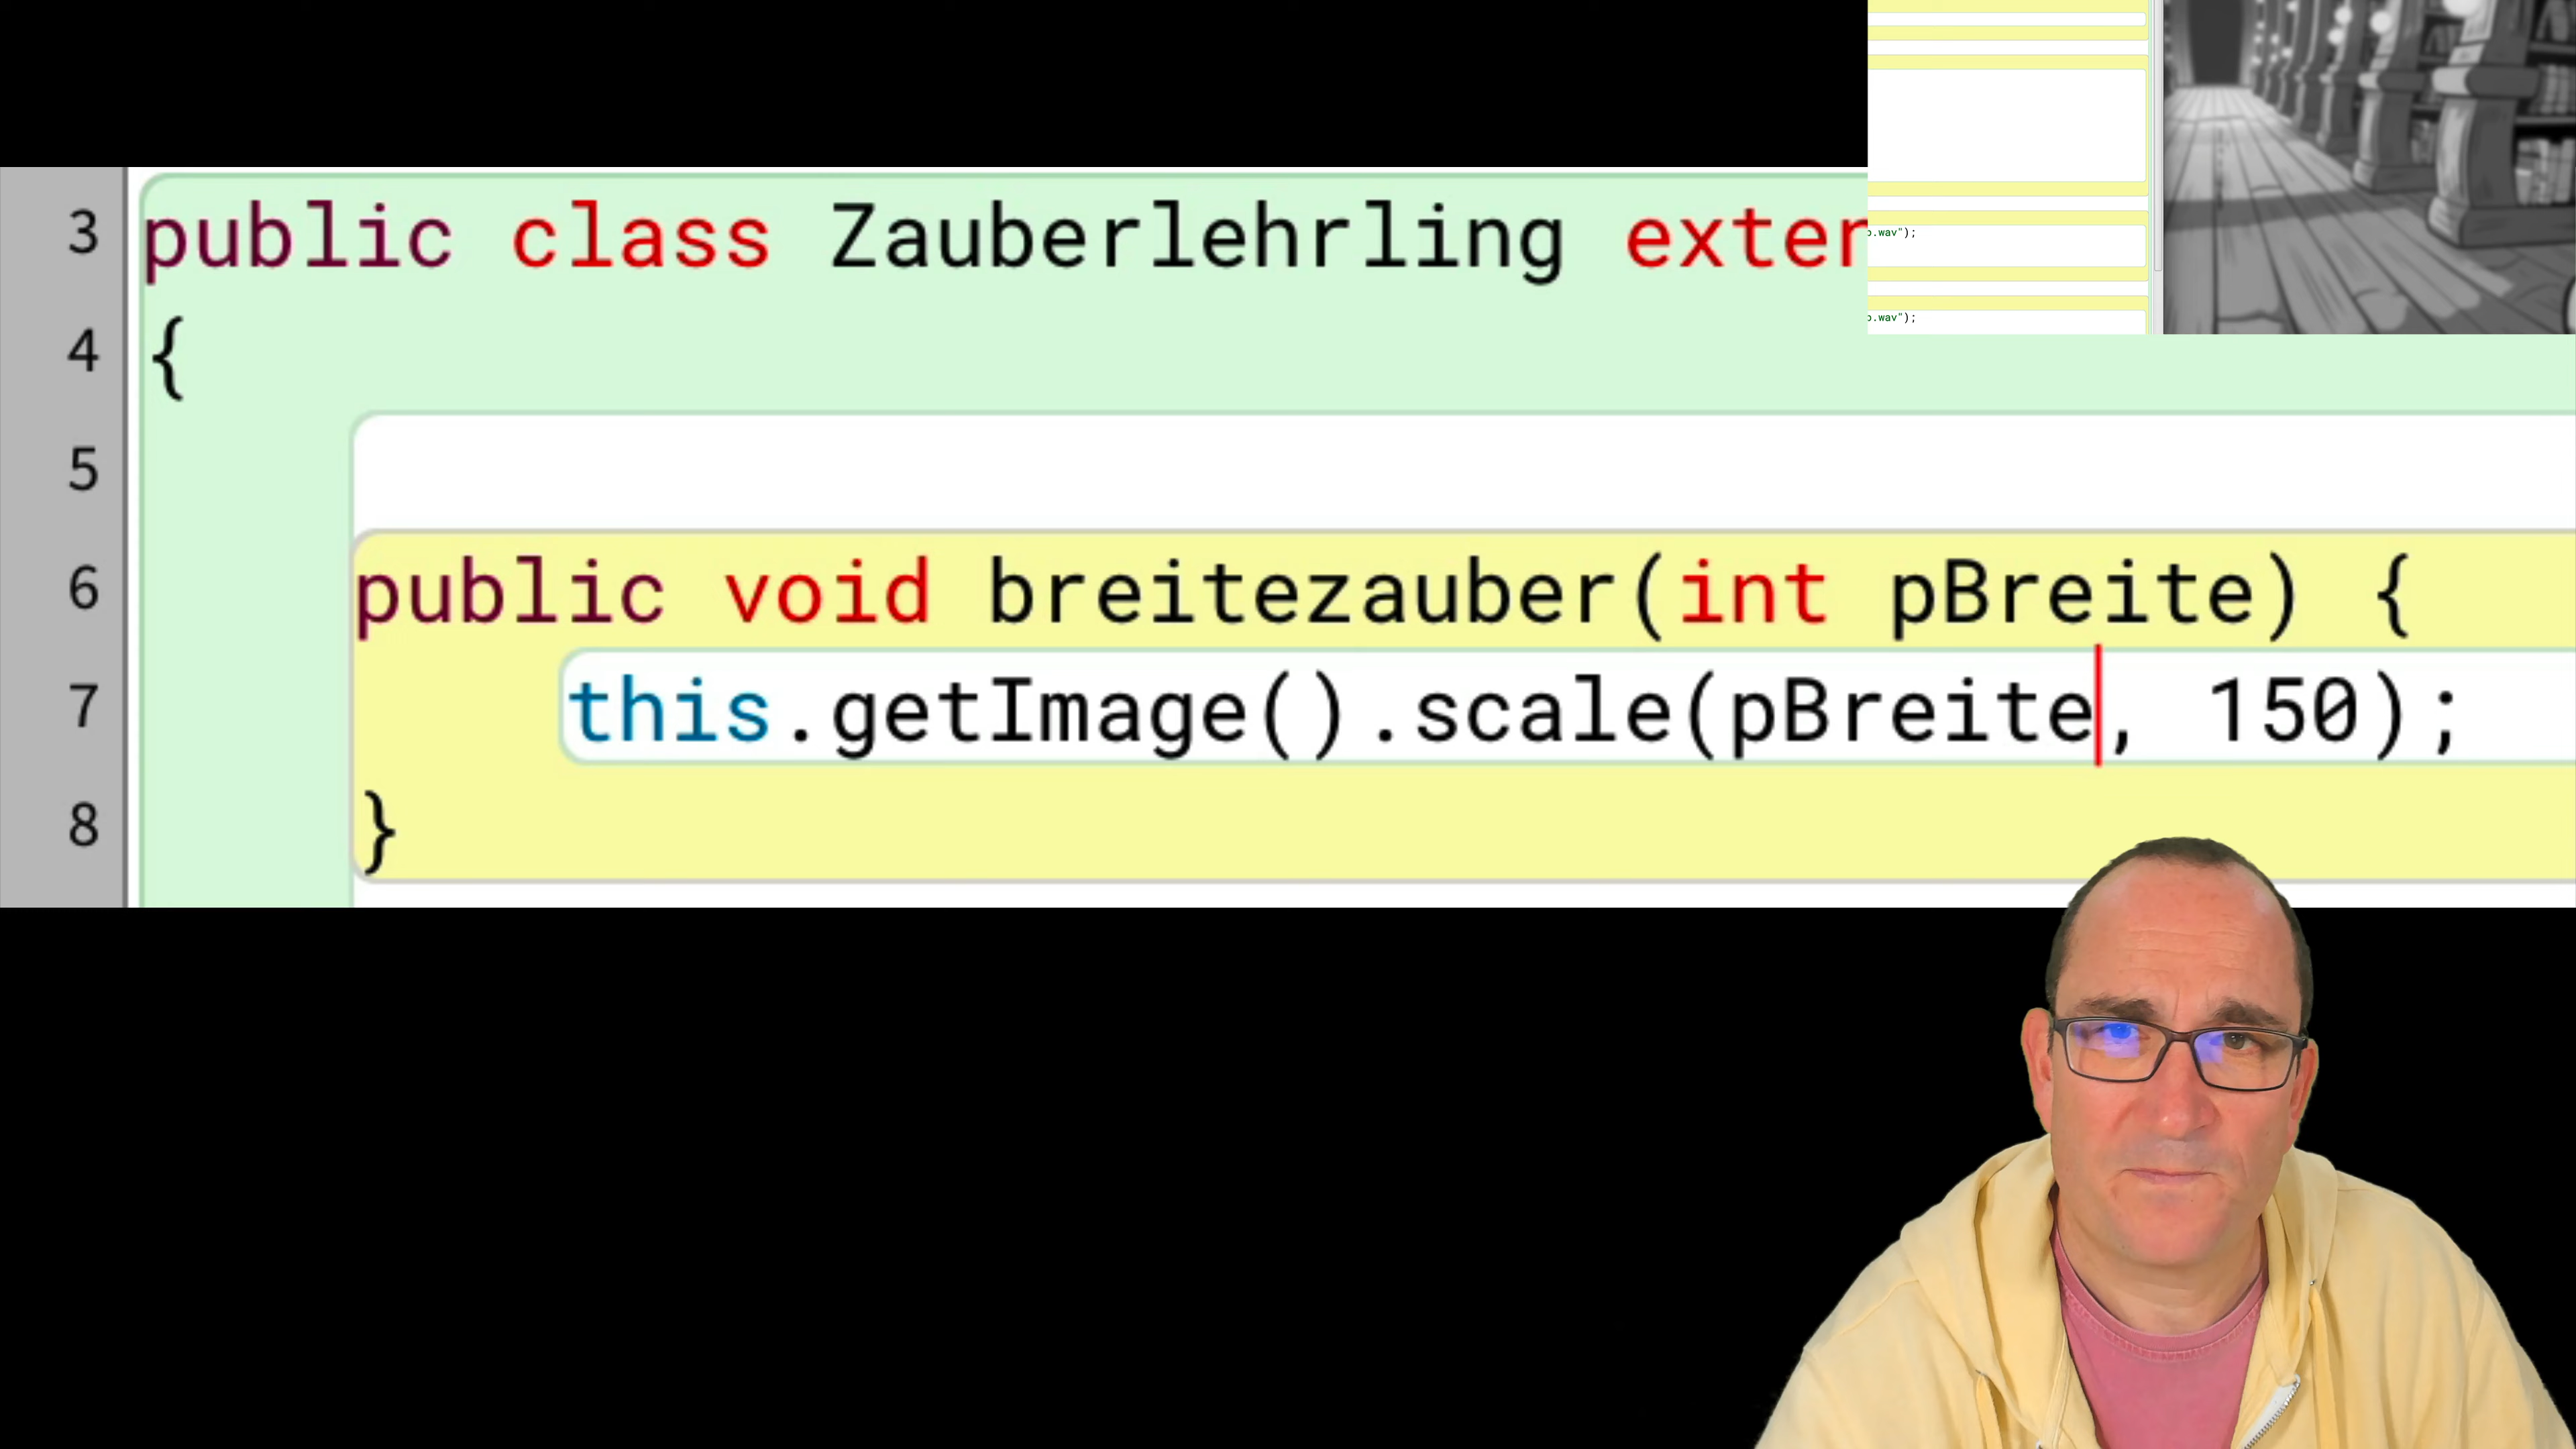 3 public class Zauberlehrling exten
4 {
5
6 public void breitezauber(int pBreite) {
7 this.getImage().scale(pBreite, 150);
8 }
.wav");
.wav");